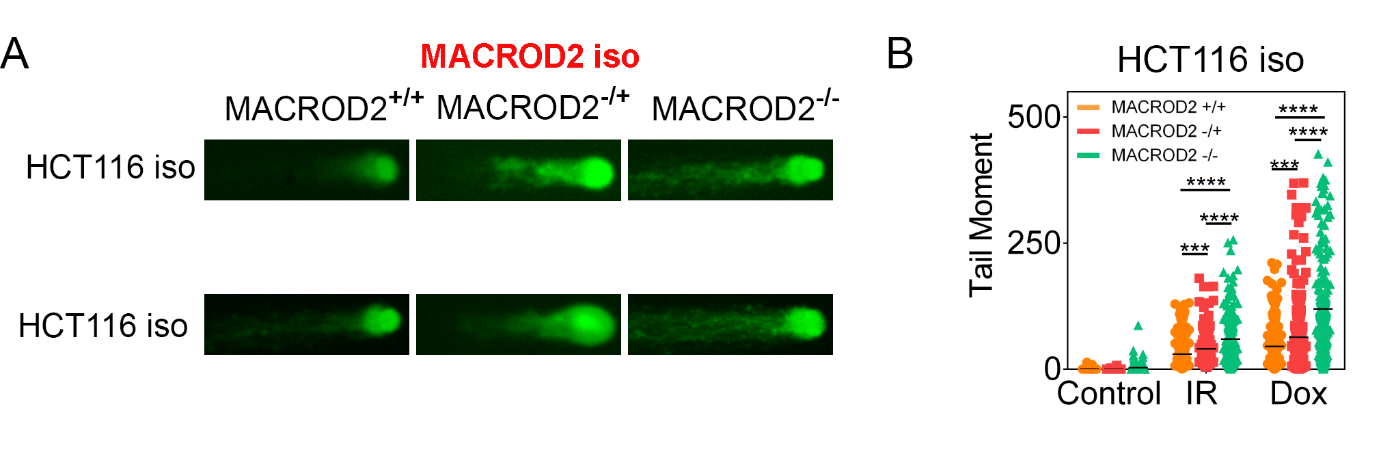 A
MACROD2 iso
MACROD2+/+ MACROD2-/+ MACROD2-/-
HCT116 iso
HCT116 iso
B
HCT116 iso
MACROD2 +/+
MACROD2 -/+
MACROD2 -/-
Tail Moment
500
250
0
*** **** ****
*** **** ****
Control IR Dox